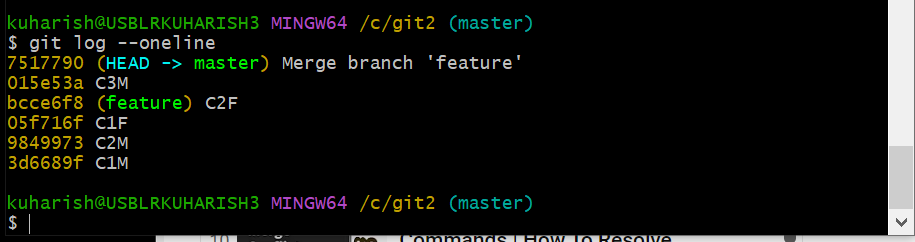 kuharish@USBLRKUHARISH3 MINGW64 /c/git2 (master)
$ git log --oneline
7517790 (HEAD -> master) Merge branch 'feature'
015e53a C3M
bcce6f8 (feature) C2F
05f716f C1F
9849973 C2M
3d6689f C1M
kuharish@USBLRKUHARISH3 MINGW64 /c/git2 (master)
$
Commands | How To Resolve